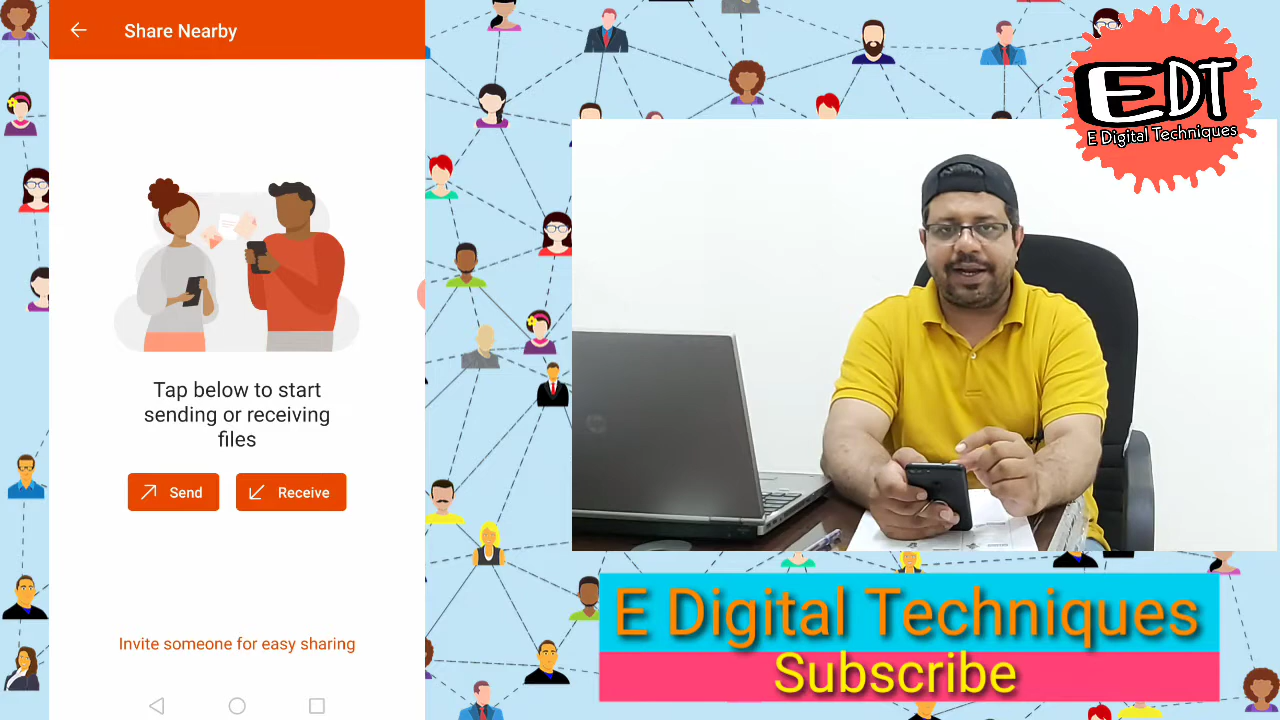 Share Nearby
Tap below to start
sending or receiving
files
Send
Receive
Invite someone for easy sharing
EDT
E Digital Techniques
E Digital Techniques
Subscribe